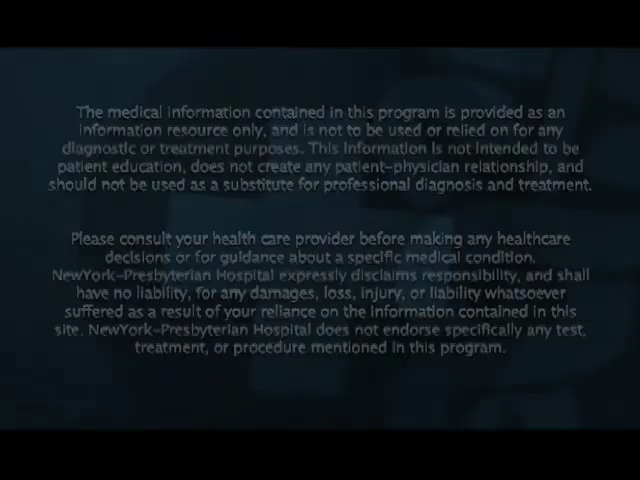 The medical information contained in this program is provided as an
information resource only, and is not to be used or relied on for any
diagnostic or treatment purposes. This information is not intended to be
patient education, does not create any patient-physician relationship, and
should not be used as a substitute for professional diagnosis and treatment.
Please consult your health care provider before making any healthcare
decisions or for guidance about a specific medical condition.
NewYork-Presbyterian Hospital expressly disclaims responsibility, and shall
have no liability, for any damages, loss, injury, or liability whatsoever
suffered as a result of your reliance on the information contained in this
site. NewYork-Presbyterian Hospital does not endorse specifically any test,
treatment, or procedure mentioned in this program.